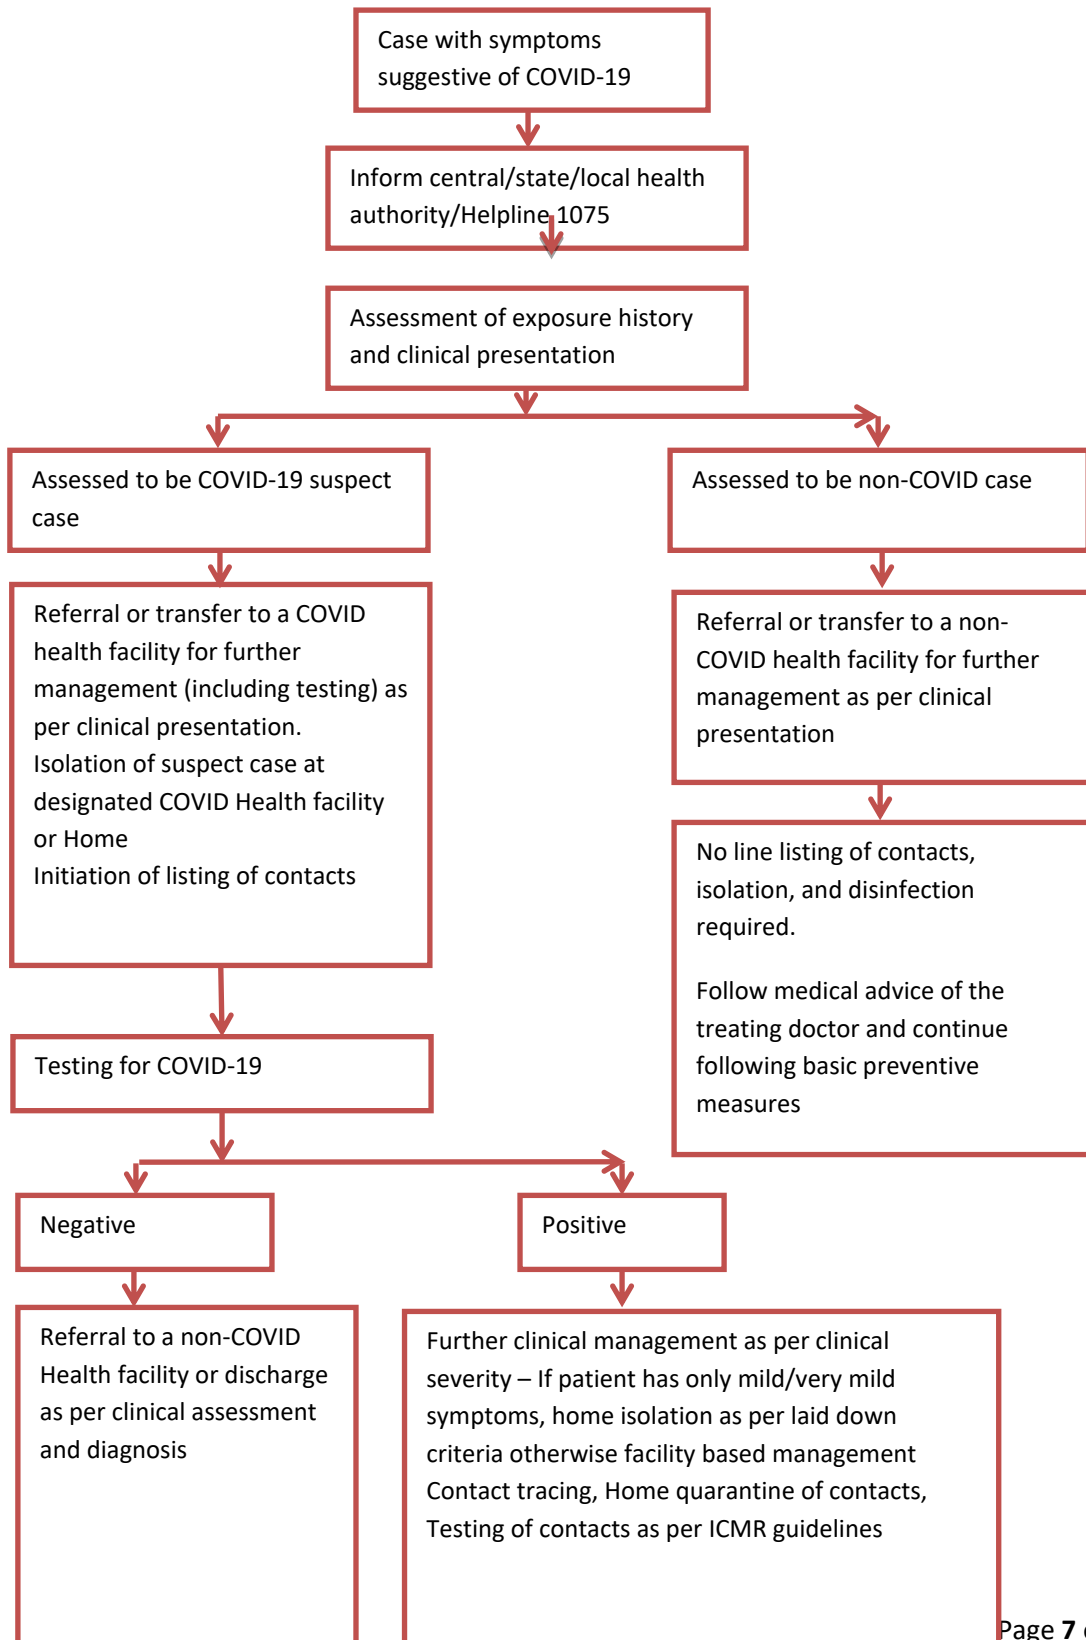 Case with symptoms
suggestive of COVID-19
Inform central/state/local health
authority/Helpline 1075
Assessment of exposure history
and clinical presentation
Assessed to be COVID-19 suspect
case
Assessed to be non-COVID case
Referral or transfer to a COVID
health facility for further
management (including testing) as
per clinical presentation.
Isolation of suspect case at
designated COVID Health facility
or Home
Initiation of listing of contacts
Referral or transfer to a non-
COVID health facility for further
management as per clinical
presentation
No line listing of contacts,
isolation, and disinfection
required.
Follow medical advice of the
treating doctor and continue
following basic preventive
measures
Testing for COVID-19
Negative
Positive
Referral to a non-COVID
Health facility or discharge
as per clinical assessment
and diagnosis
Further clinical management as per clinical
severity – If patient has only mild/very mild
symptoms, home isolation as per laid down
criteria otherwise facility based management
Contact tracing, Home quarantine of contacts,
Testing of contacts as per ICMR guidelines
Page 7